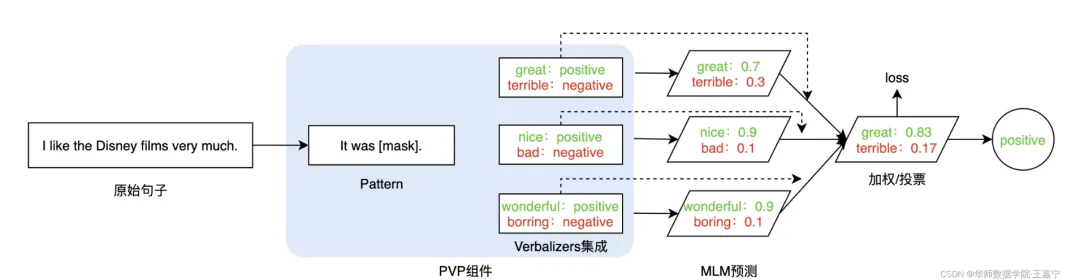 I like the Disney films very much.
原始句子
It was [mask].
Pattern
great：positive
terrible：negative
nice：positive
bad：negative
wonderful：positive
borring：negative
Verbalizers集成
PVP组件
great：0.7
terrible：0.3
nice：0.9
bad：0.1
wonderful：0.9
borring：0.1
MLM预测
loss
great：0.83
terrible：0.17
加权/投票
positive
CSDN @华师数据学院·王嘉宁